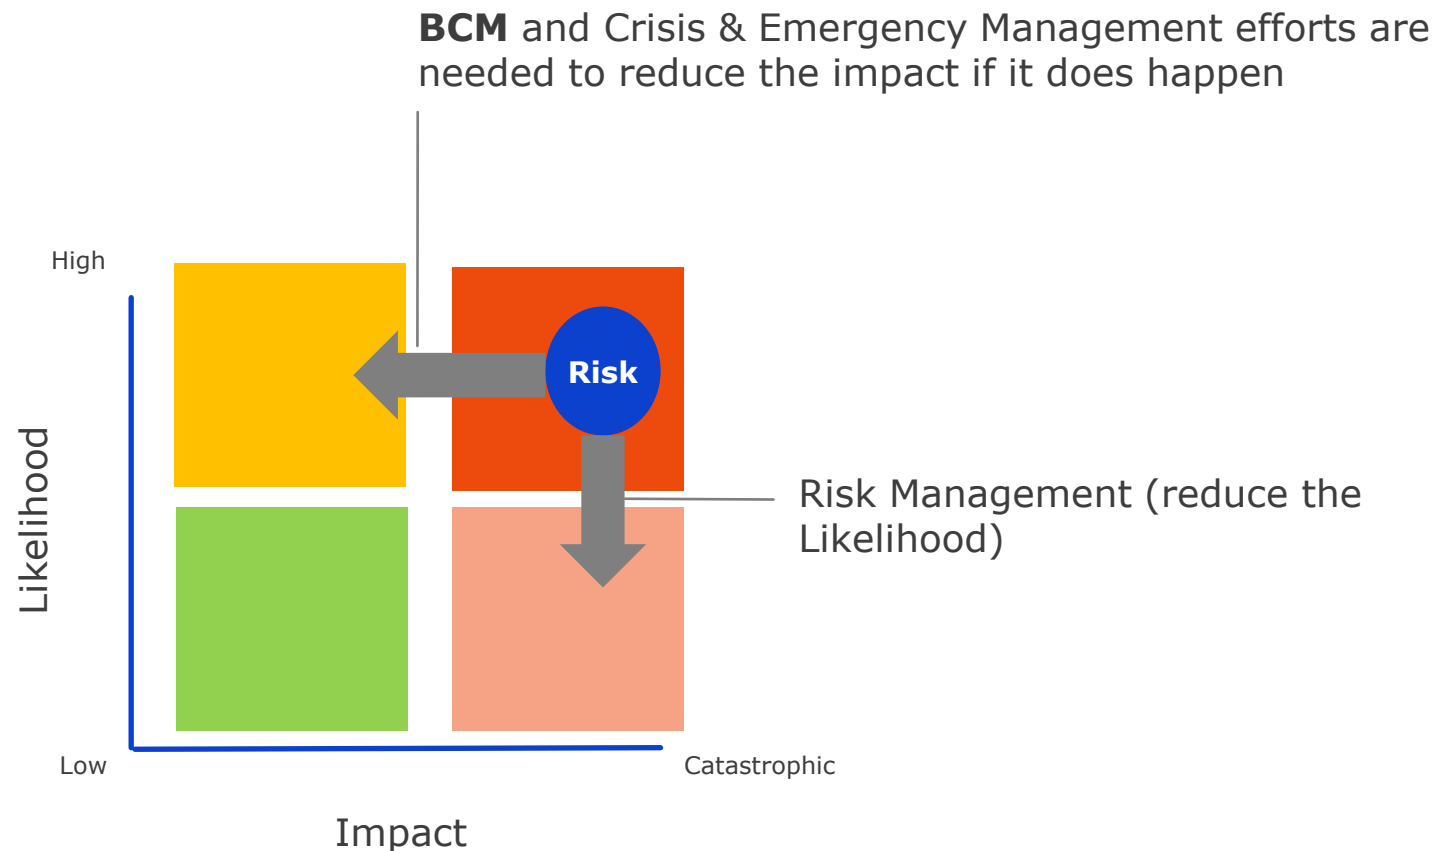 BCM and Crisis & Emergency Management efforts are
needed to reduce the impact if it does happen
High
Risk
Likelihood
Risk Management (reduce the
Likelihood)
Low
Catastrophic
Impact